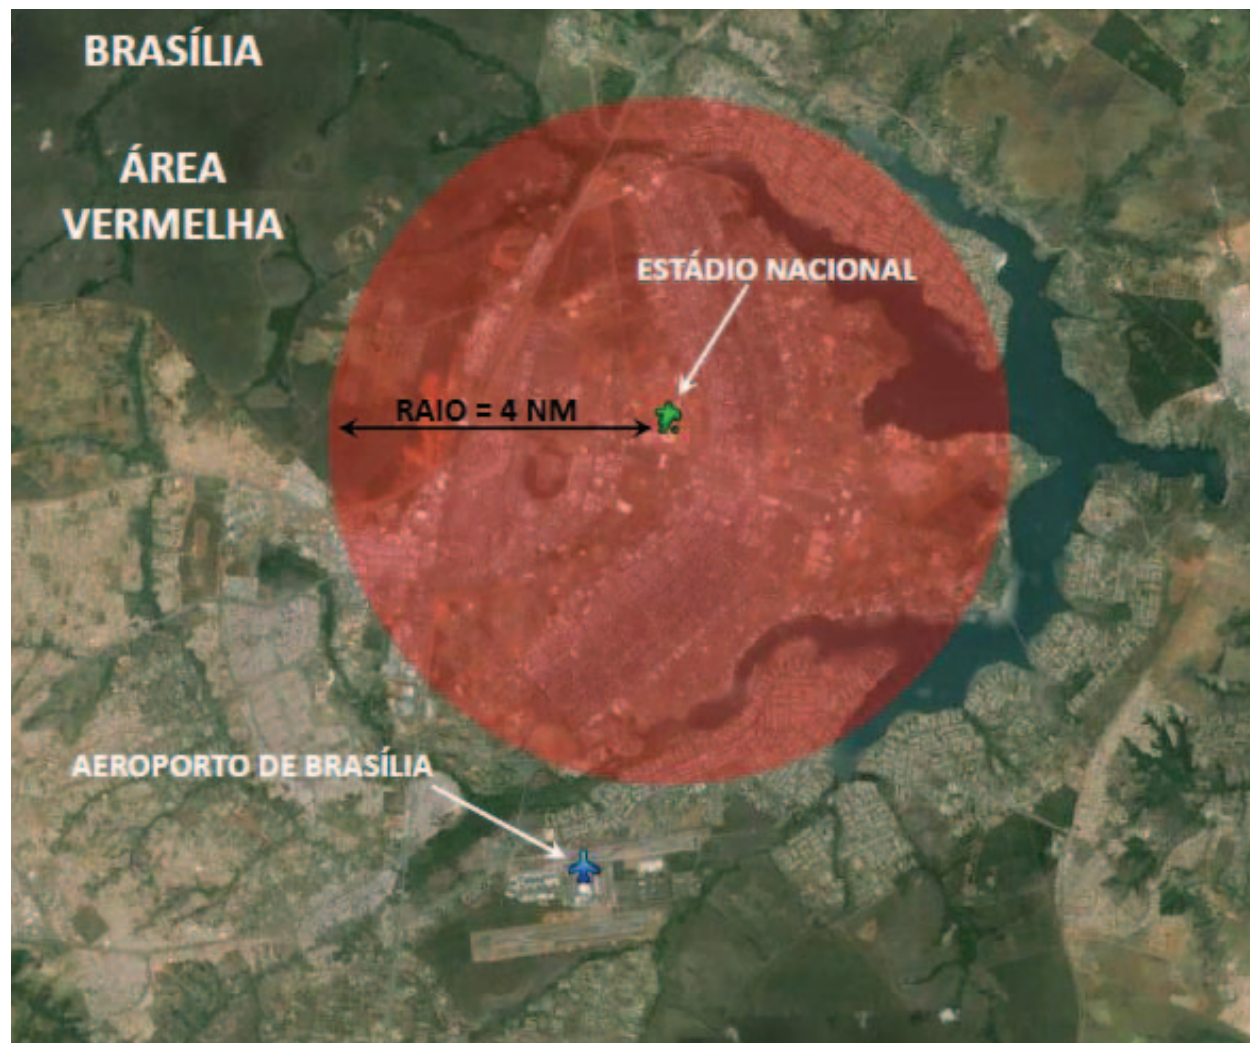 BRASÍLIA
ÁREA
VERMELHA
ESTÁDIO NACIONAL
RAIO = 4 NM
AEROPORTO DE BRASÍLIA